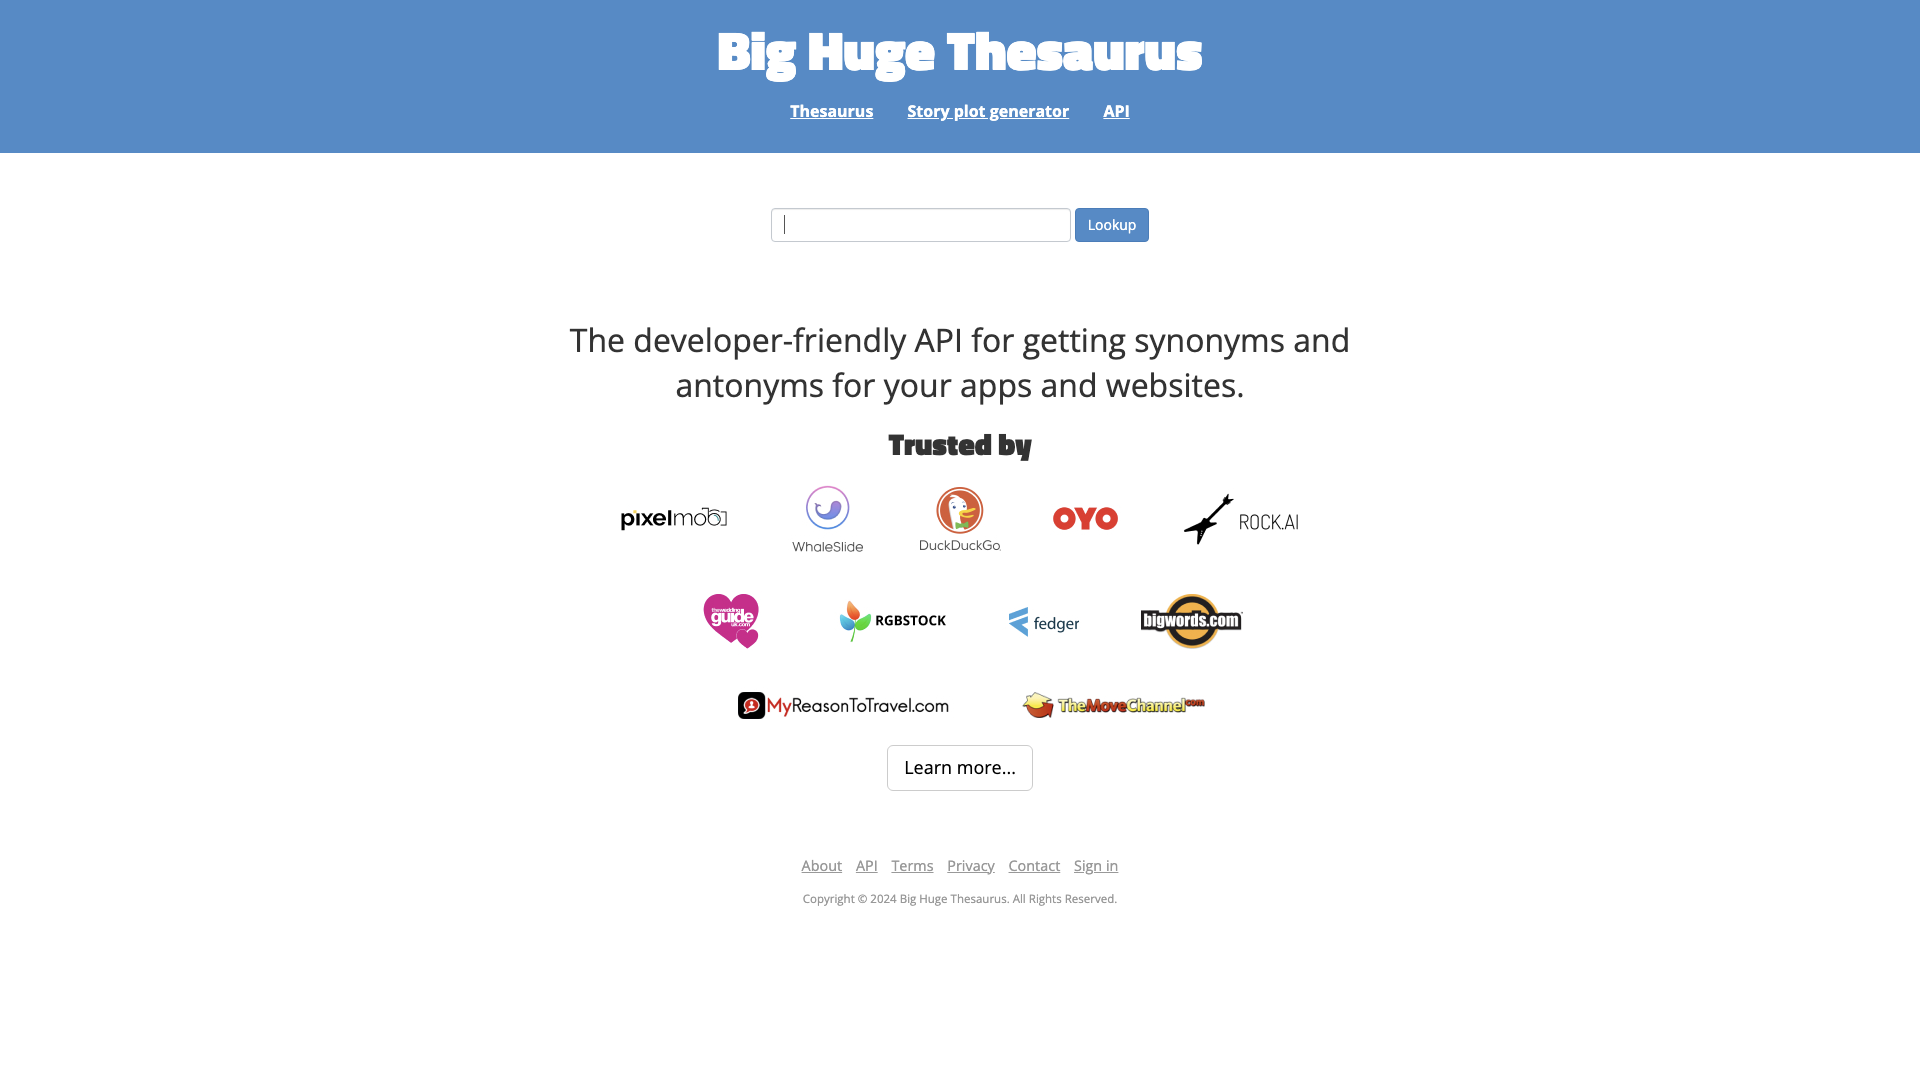 Big Huge Thesaurus
Thesaurus Story plot generator API
Lookup
The developer-friendly API for getting synonyms and
antonyms for your apps and websites.
Trusted by
pixelmob
WhaleSlide
DuckDuckGo
OYO
ROCK.AI
theweddingguideuk.com
RGBSTOCK
fedger
bigwords.com
MyReasonToTravel.com
TheMoveChannel.com
Learn more...
About API Terms Privacy Contact Sign in
Copyright © 2024 Big Huge Thesaurus. All Rights Reserved.